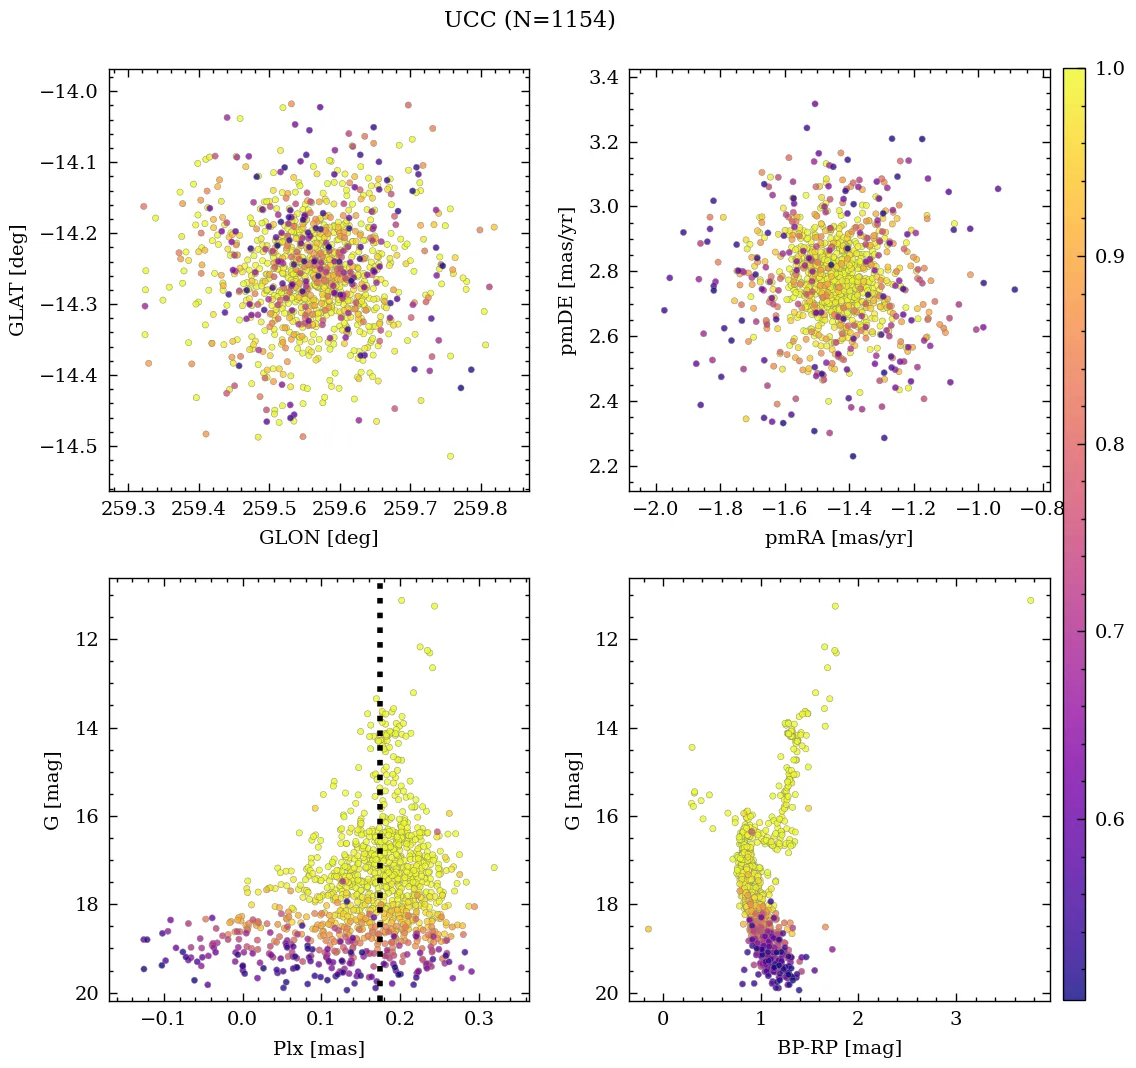 UCC (N=1154)
−14.0
−14.1
−14.2
−14.3
−14.4
−14.5
GLAT [deg]
259.3 259.4 259.5 259.6 259.7 259.8
GLON [deg]
3.4
3.2
3.0
2.8
2.6
2.4
2.2
pmDE [mas/yr]
−2.0 −1.8 −1.6 −1.4 −1.2 −1.0 −0.8
pmRA [mas/yr]
1.0
0.9
0.8
0.7
0.6
12
14
16
18
20
G [mag]
−0.1 0.0 0.1 0.2 0.3
Plx [mas]
12
14
16
18
20
G [mag]
0 1 2 3
BP-RP [mag]